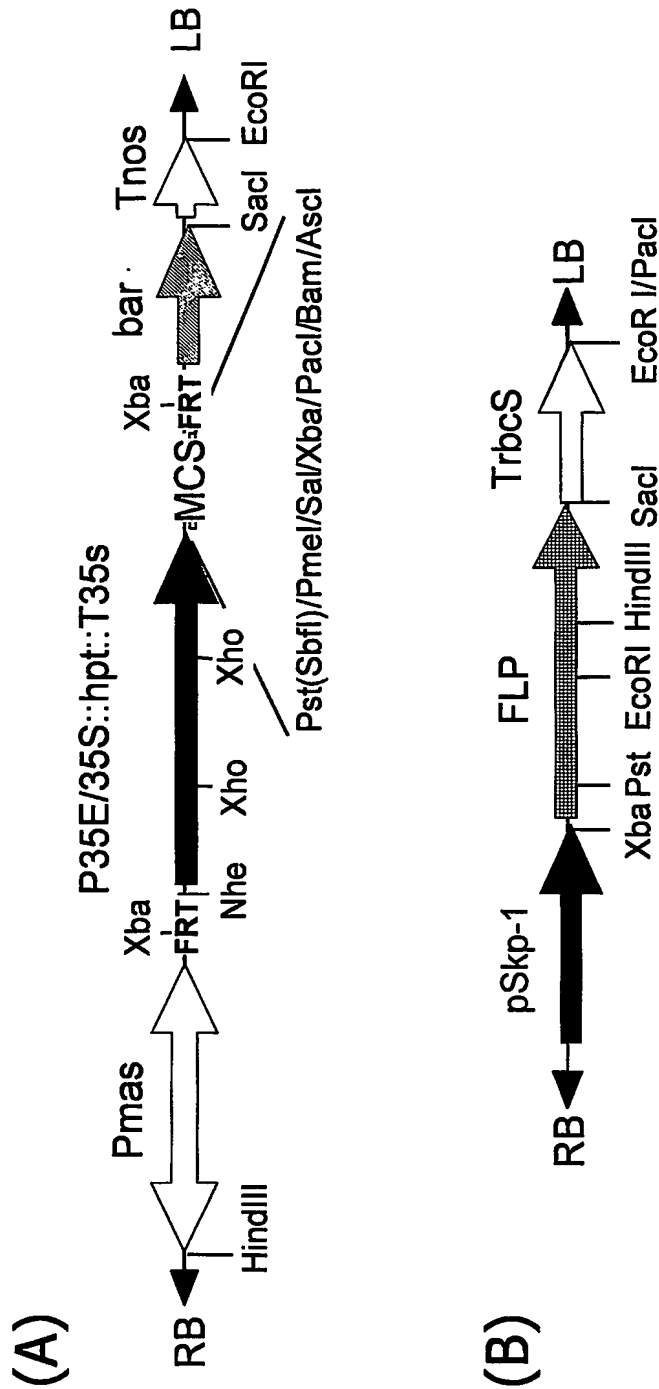 (A)
P35E/35S::hpt::T35s
Pmas
Xba
FRT
MCS
Xba
FRT
bar
Tnos
RB
LB
HindIII
Nhe
Xho
Xho
SacI
EcoRI
Pst(SbfI)/PmeI/Sal/Xba/PacI/Bam/AscI
(B)
pSkp-1
FLP
TrbcS
RB
LB
Xba
Pst
EcoRI
HindIII
SacI
EcoR I/PacI